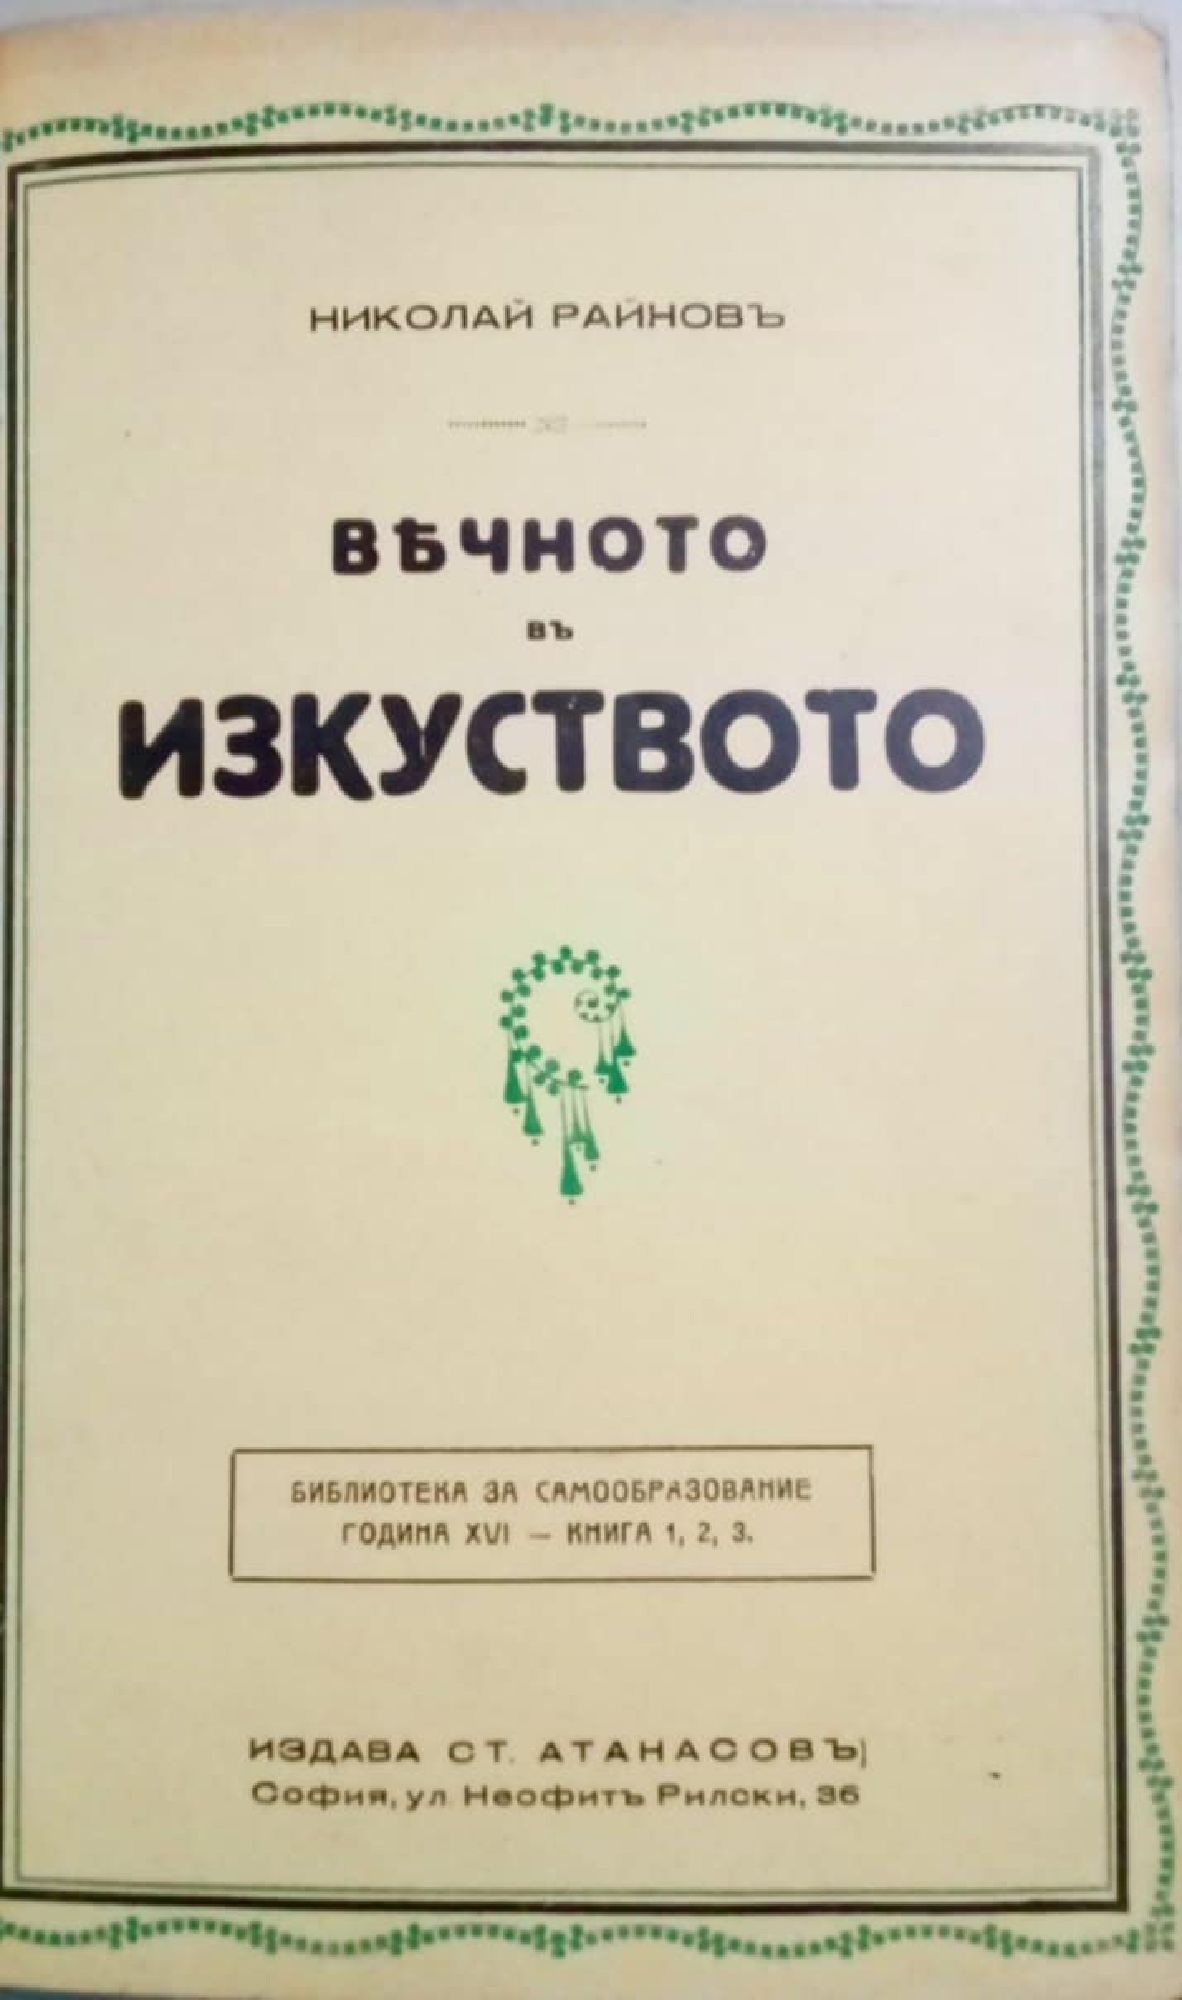 НИКОЛАЙ РАЙНОВЪ
ВѢЧНОТО
ВЪ
ИЗКУСТВОТО
БИБЛИОТЕКА ЗА САМООБРАЗОВАНИЕ
ГОДИНА XVI — КНИГА 1, 2, 3.
ИЗДАВА СТ. АТАНАСОВЪ
София, ул. Неофитъ Рилски, 36